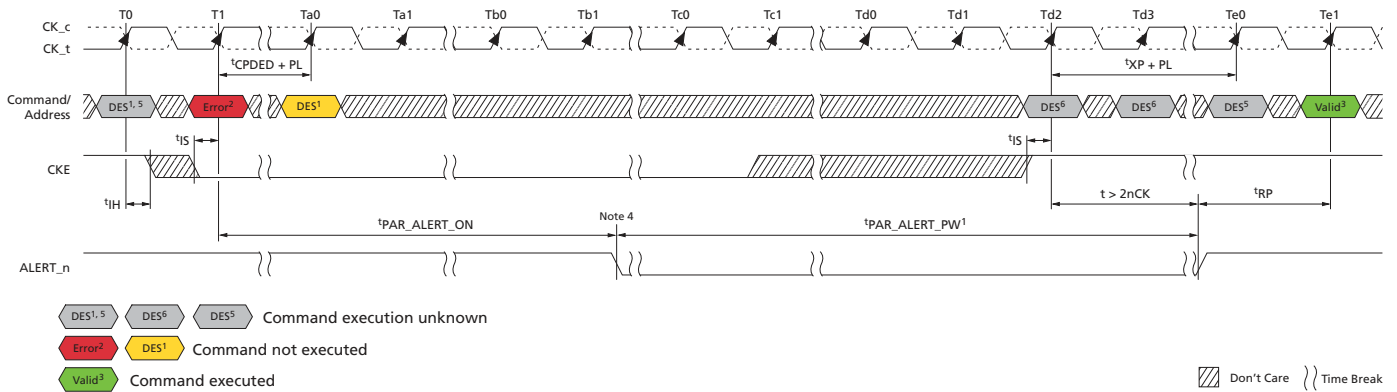 T0 T1 Ta0 Ta1 Tb0 Tb1 Tc0 Tc1 Td0 Td1 Td2 Td3 Te0 Te1
CK_c
CK_t
tCPDED + PL
tXP + PL
Command/
Address
DES1, 5 Error2 DES1 DES6 DES6 DES5 Valid3
tIS
tIS
CKE
tIH
t > 2nCK
tRP
Note 4
tPAR_ALERT_ON
tPAR_ALERT_PW1
ALERT_n
DES1, 5 DES6 DES5 Command execution unknown
Error2 DES1 Command not executed
Valid3 Command executed
Don't Care Time Break